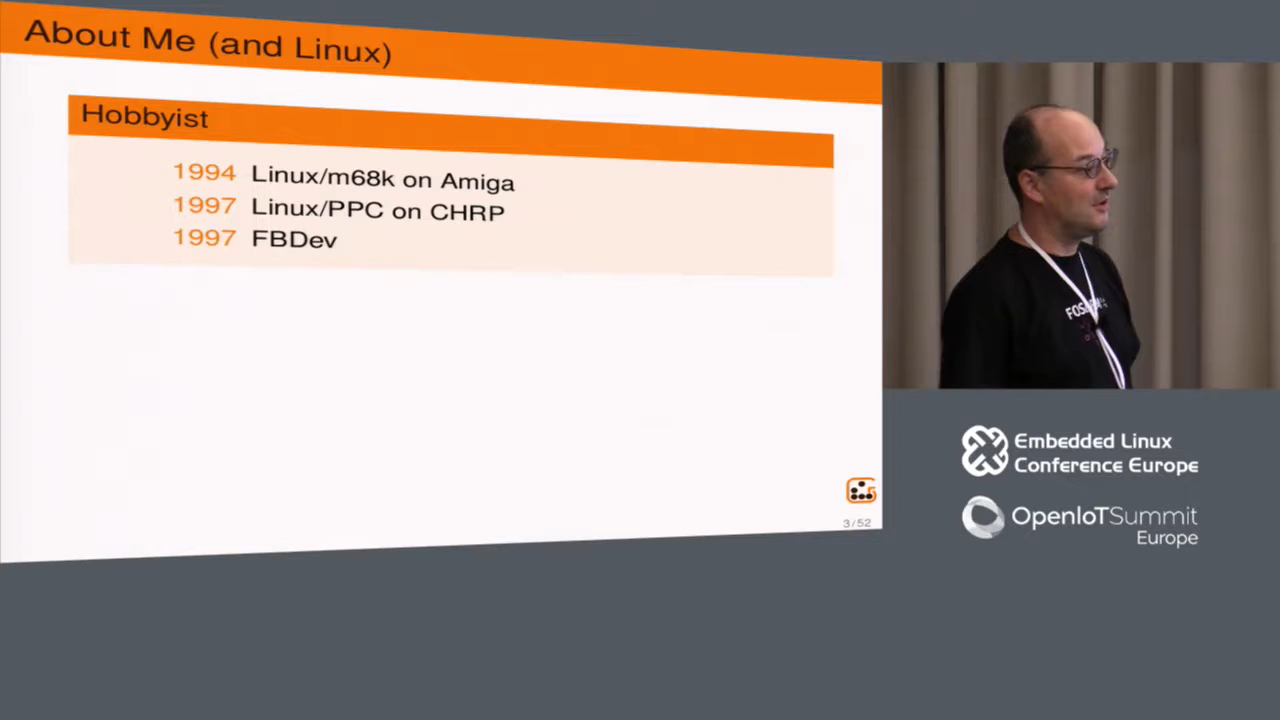 About Me (and Linux)
Hobbyist
1994 Linux/m68k on Amiga
1997 Linux/PPC on CHRP
1997 FBDev
3/52
Embedded Linux
Conference Europe
OpenIoTSummit
Europe